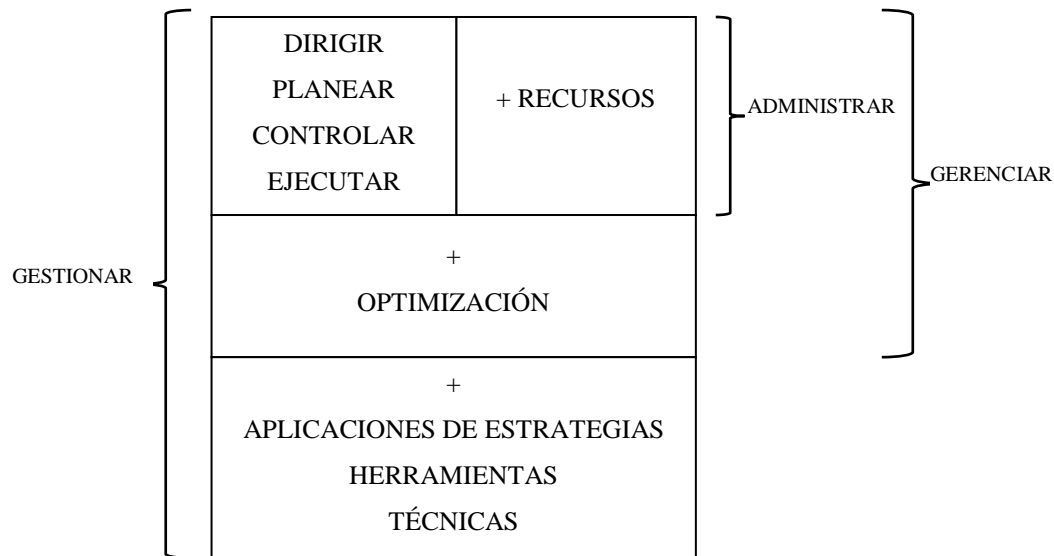 DIRIGIR
PLANEAR
CONTROLAR
EJECUTAR
+ RECURSOS
ADMINISTRAR
GERENCIAR
GESTIONAR
+
OPTIMIZACIÓN
+
APLICACIONES DE ESTRATEGIAS
HERRAMIENTAS
TÉCNICAS